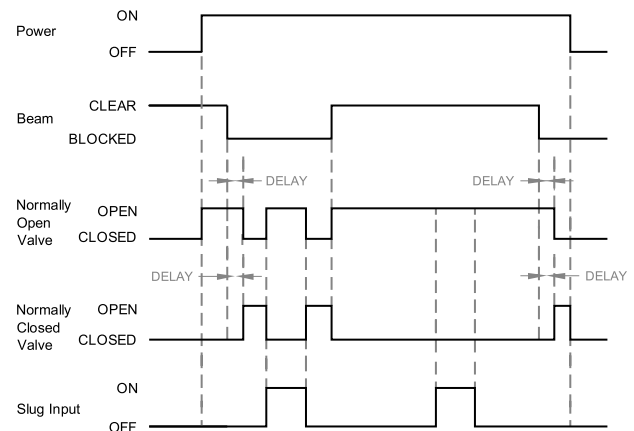 Power
ON
OFF
Beam
CLEAR
BLOCKED
DELAY
DELAY
Normally
Open
Valve
OPEN
CLOSED
DELAY
DELAY
Normally
Closed
Valve
OPEN
CLOSED
Slug Input
ON
OFF